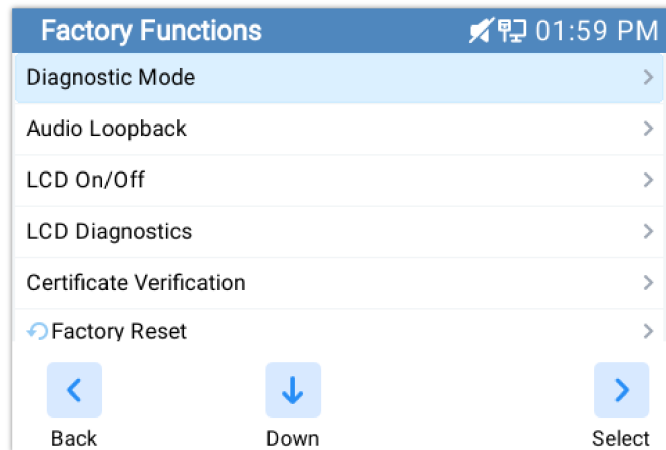 Factory Functions 01:59 PM
Diagnostic Mode
Audio Loopback
LCD On/Off
LCD Diagnostics
Certificate Verification
Factory Reset
Back Down Select